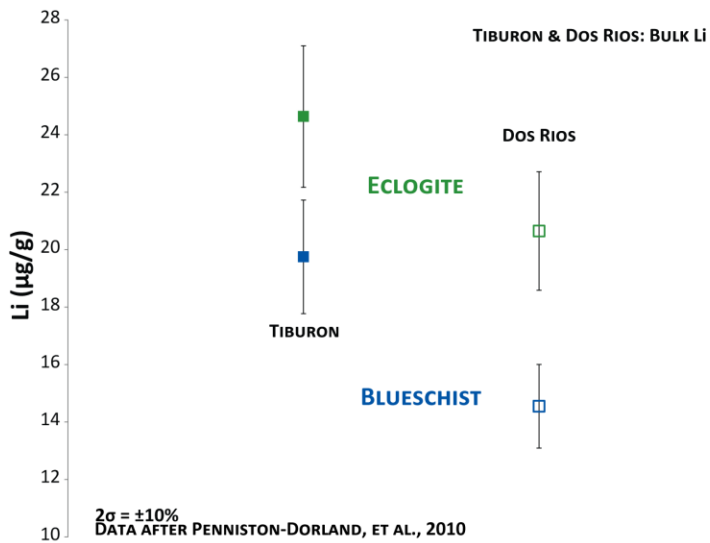 28
TIBURON & DOS RIOS: BULK LI
26
24
DOS RIOS
22
ECLOGITE
20
Li (μg/g)
18
TIBURON
16
BLUESCHIST
14
12
2σ = ±10%
DATA AFTER PENNISTON-DORLAND, ET AL., 2010
10